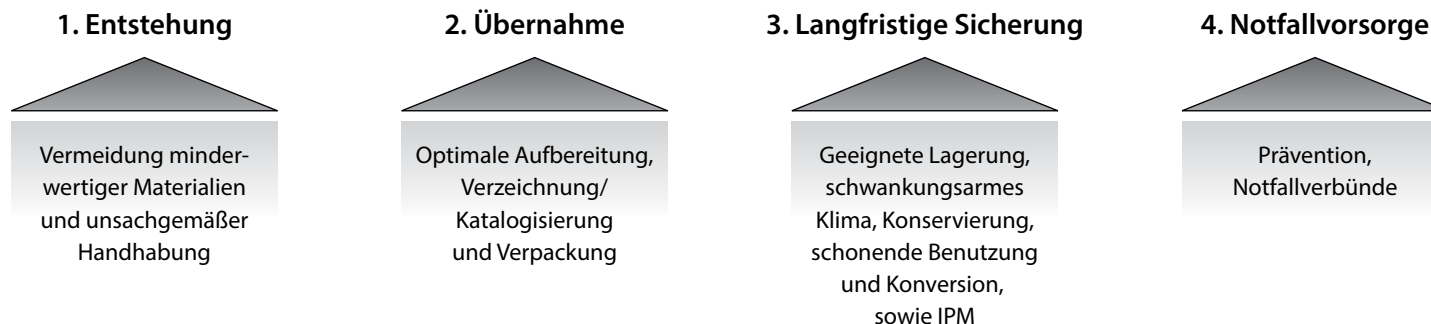 1. Entstehung
Vermeidung minder-
wertiger Materialien
und unsachgemäßer
Handhabung
2. Übernahme
Optimale Aufbereitung,
Verzeichnung/
Katalogisierung
und Verpackung
3. Langfristige Sicherung
Geeignete Lagerung,
schwankungsarmes
Klima, Konservierung,
schonende Benutzung
und Konversion,
sowie IPM
4. Notfallvorsorge
Prävention,
Notfallverbünde